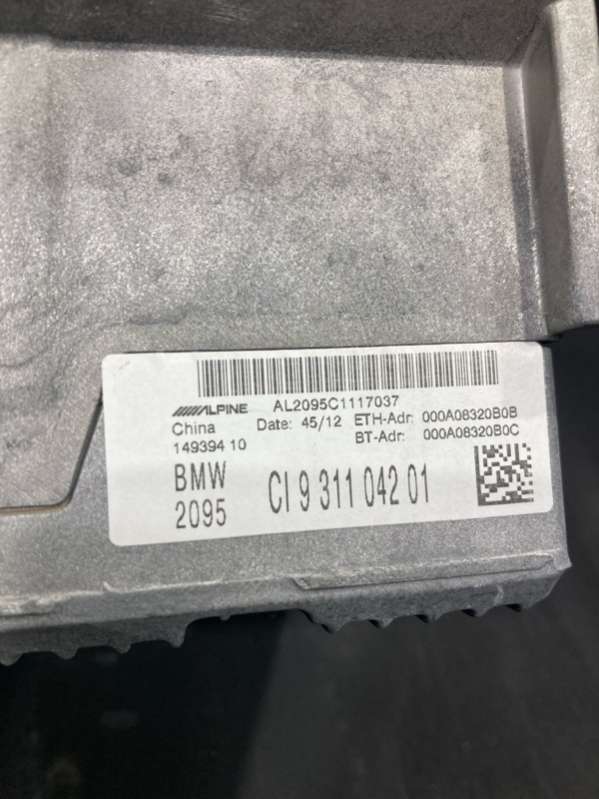 ALPINE AL2095C1117037
China Date: 45/12 ETH-Adr: 000A08320B0B
149394 10 BT-Adr: 000A08320B0C
BMW
2095
CI 9 311 042 01